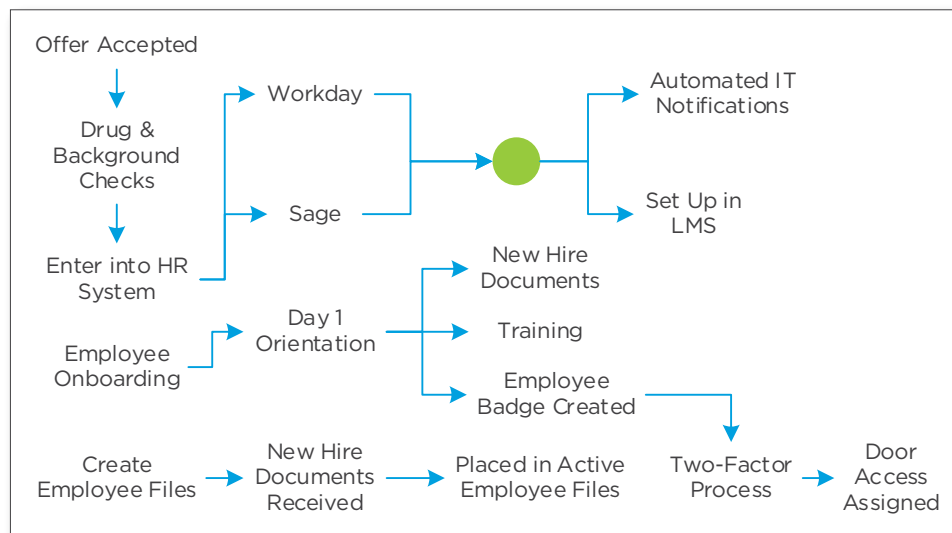 Offer Accepted
Drug &
Background
Checks
Enter into HR
System
Workday
Sage
Automated IT
Notifications
Set Up in
LMS
Employee
Onboarding
Day 1
Orientation
New Hire
Documents
Training
Employee
Badge Created
Two-Factor
Process
Door
Access
Assigned
Create
Employee Files
New Hire
Documents
Received
Placed in Active
Employee Files